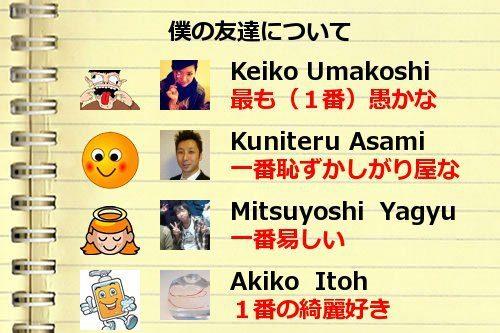 僕の友達について
Keiko Umakoshi
最も（１番）愚かな
Kuniteru Asami
一番恥ずかしがり屋な
Mitsuyoshi Yagyu
一番易しい
Akiko Itoh
１番の綺麗好き